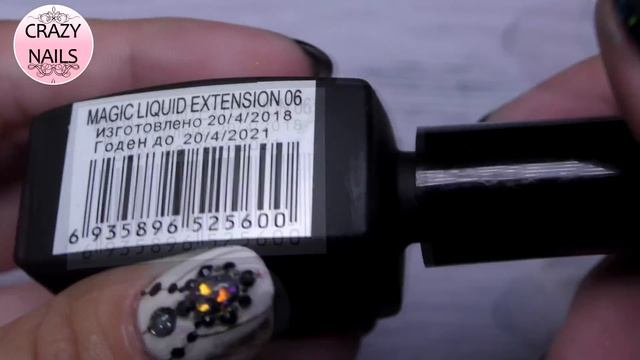 CRAZY
NAILS
MAGIC LIQUID EXTENSION 06
Изготовлено 20/4/2018
Годен до 20/4/2021
6 935896 525600